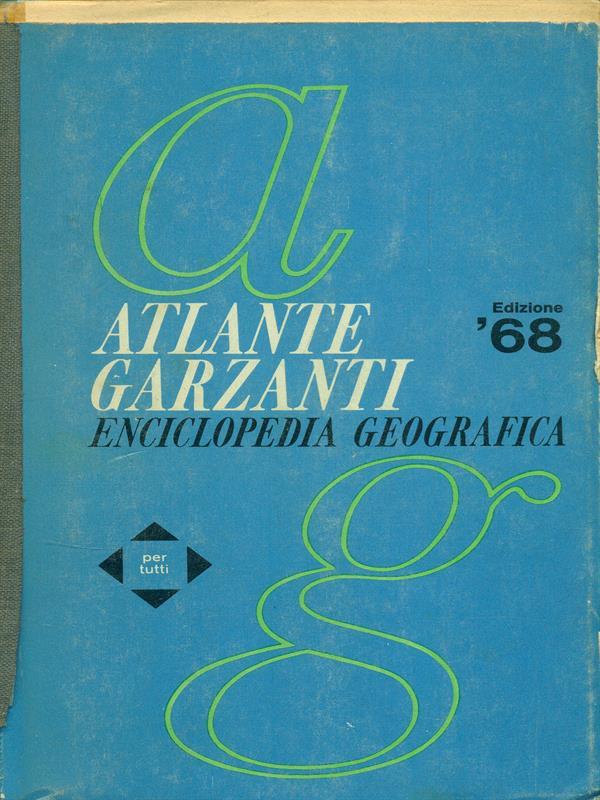 a
ATLANTE
GARZANTI
Edizione
'68
ENCICLOPEDIA GEOGRAFICA
per
tutti
g